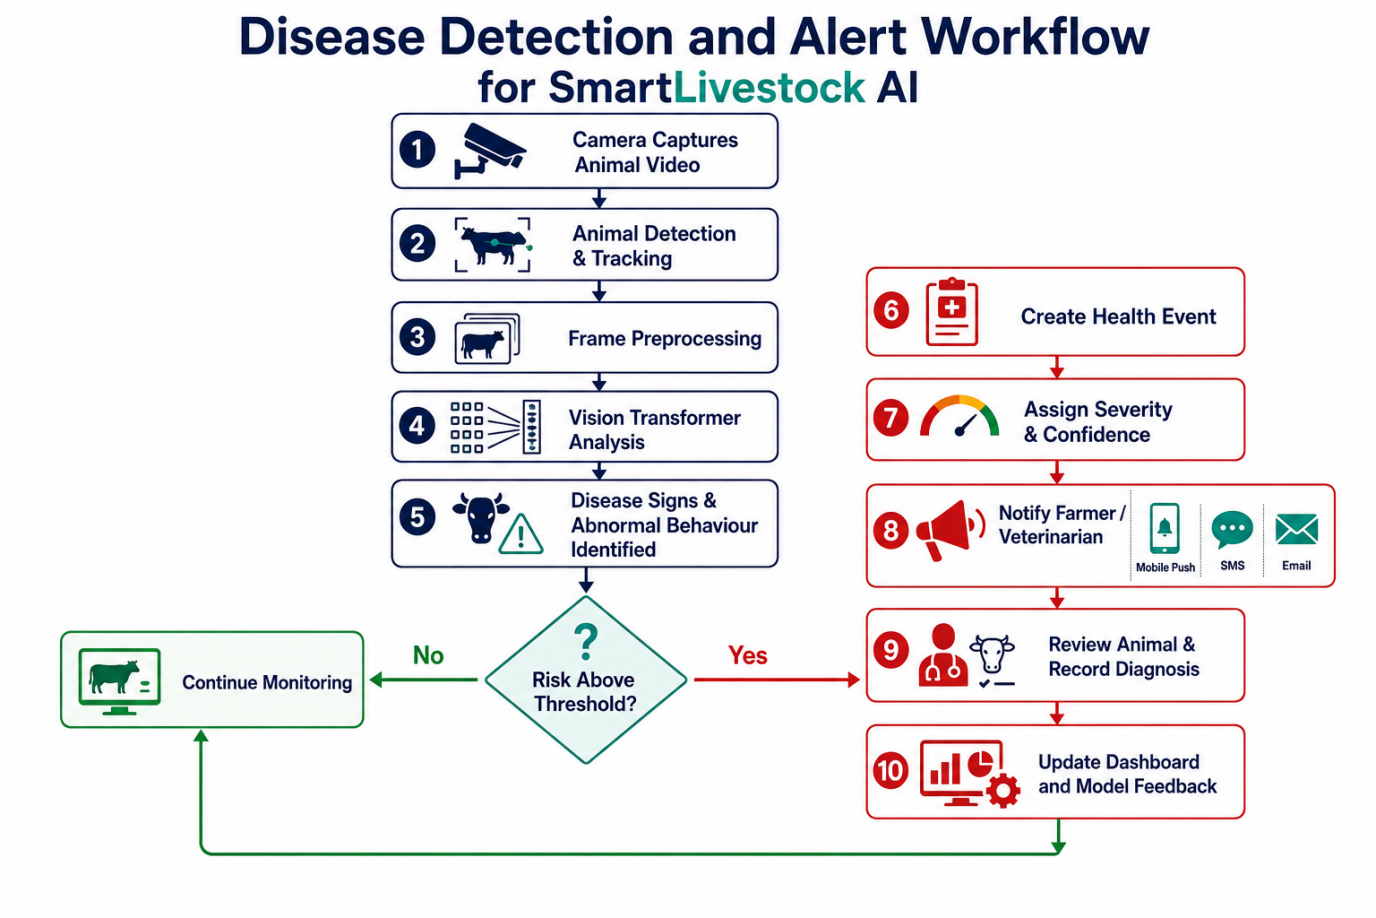 Disease Detection and Alert Workflow
for SmartLivestock AI
1
Camera Captures
Animal Video
2
Animal Detection
& Tracking
3
Frame Preprocessing
4
Vision Transformer
Analysis
5
Disease Signs &
Abnormal Behaviour
Identified
?
Risk Above
Threshold?
No
Continue Monitoring
Yes
6
Create Health Event
7
Assign Severity
& Confidence
8
Notify Farmer /
Veterinarian
Mobile Push
SMS
Email
9
Review Animal &
Record Diagnosis
10
Update Dashboard
and Model Feedback